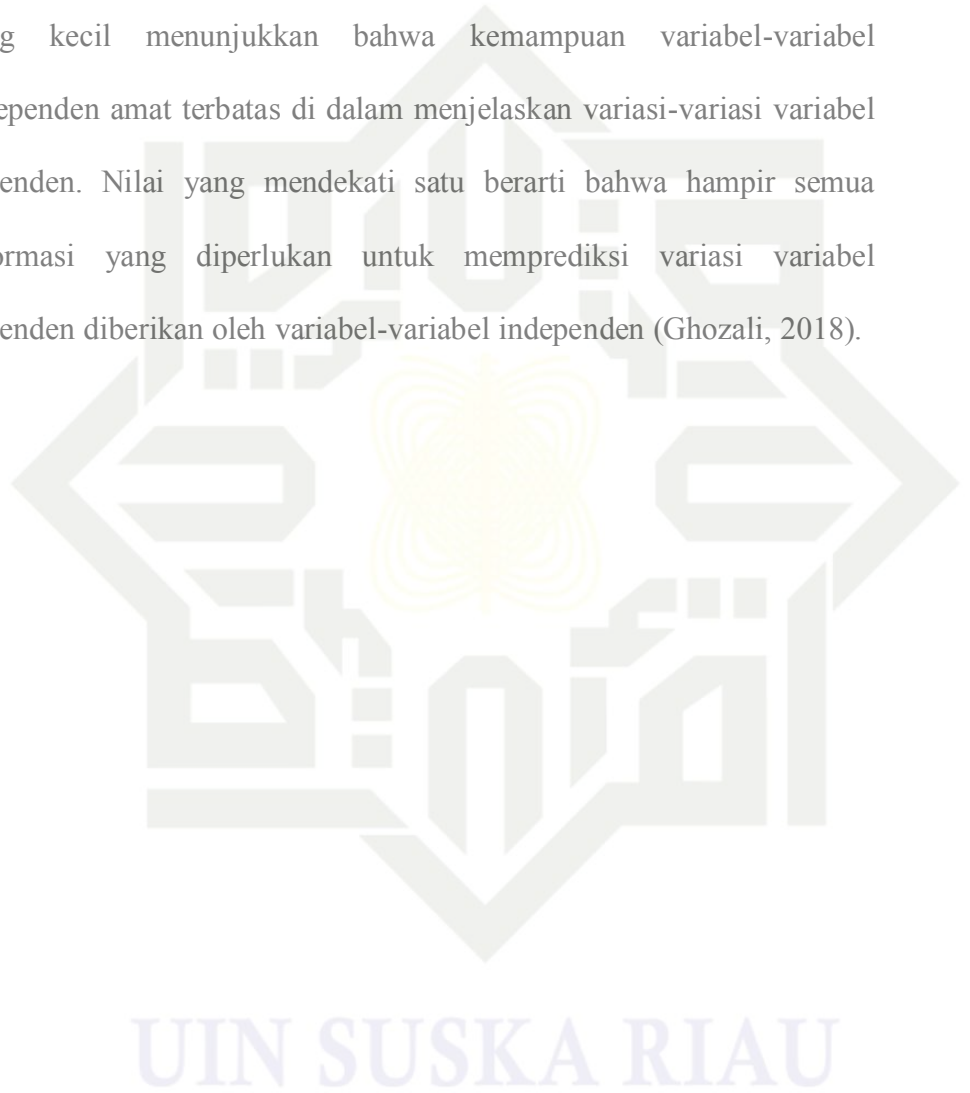 g kecil menunjukkan bahwa kemampuan variabel-variabel
ependen amat terbatas di dalam menjelaskan variasi-variasi variabel
enden. Nilai yang mendekati satu berarti bahwa hampir semua
ormasi yang diperlukan untuk memprediksi variasi variabel
enden diberikan oleh variabel-variabel independen (Ghozali, 2018).
UIN SUSKA RIAU